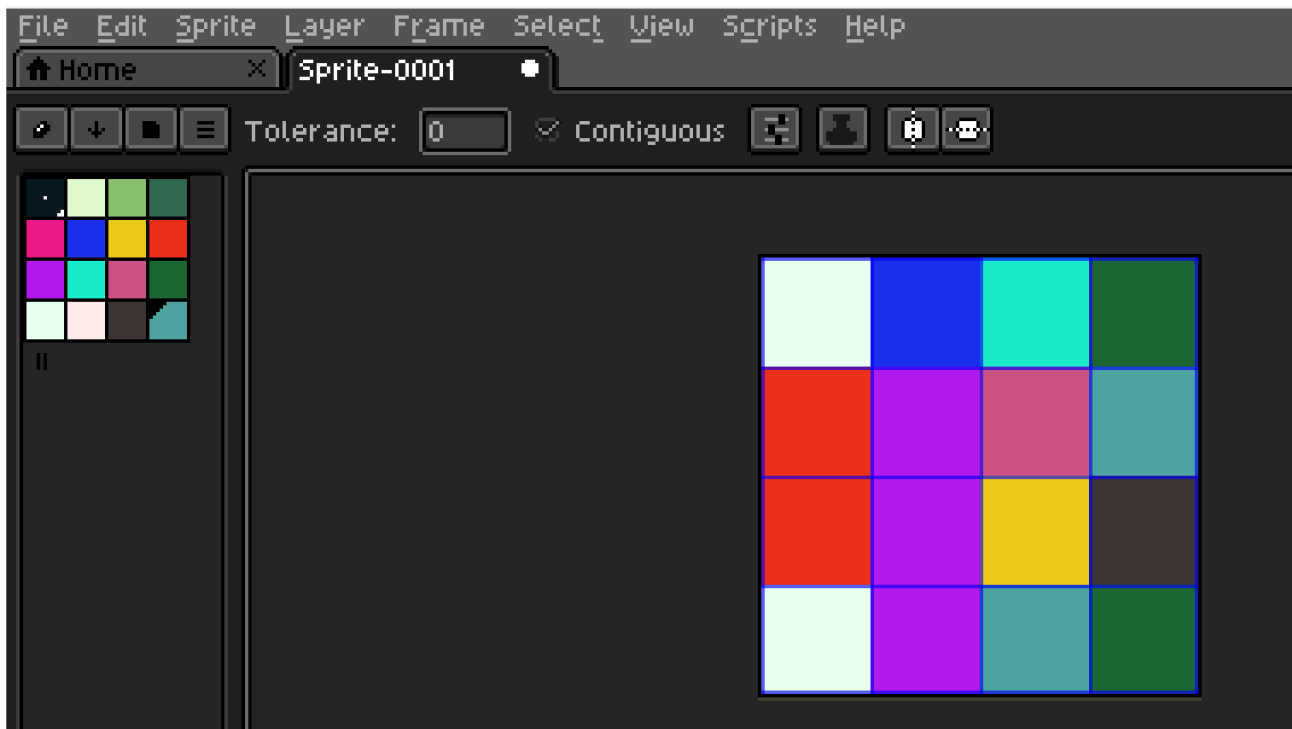 File Edit Sprite Layer Frame Select View Scripts Help
Home × Sprite-0001
Tolerance: 0 Contiguous